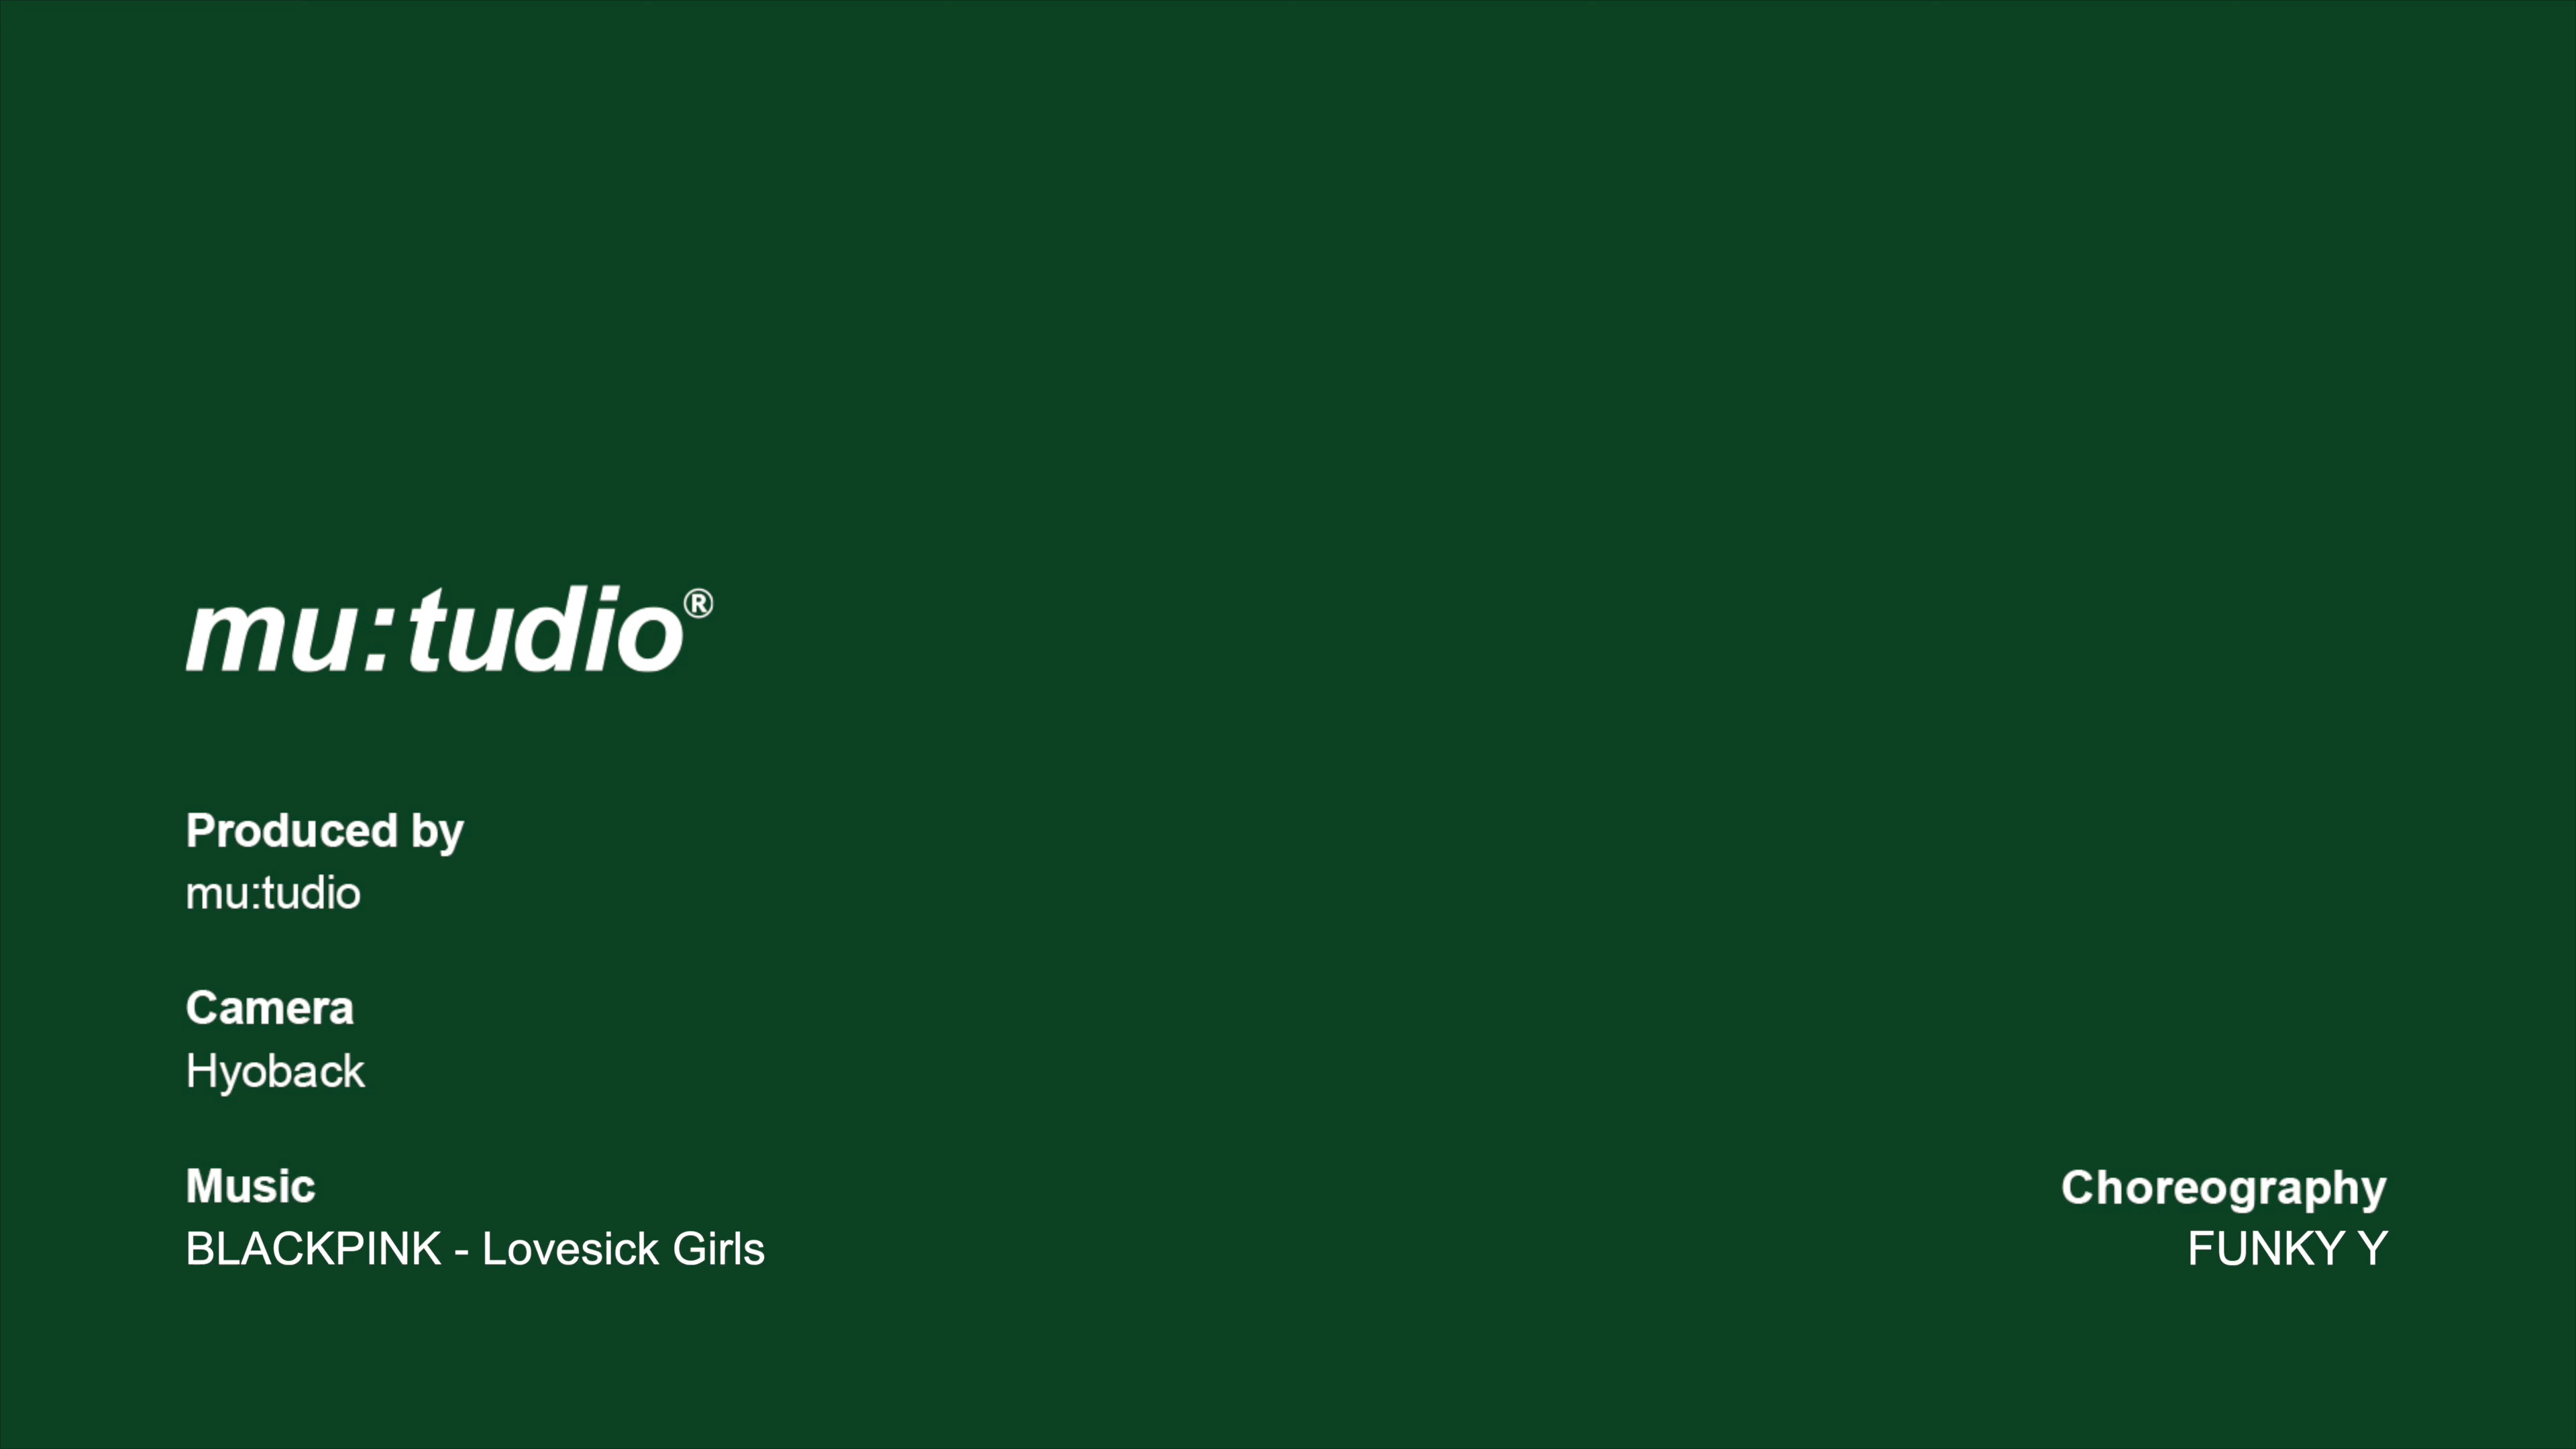 mu:tudio®
Produced by
mu:tudio
Camera
Hyoback
Music
BLACKPINK - Lovesick Girls
Choreography
FUNKY Y